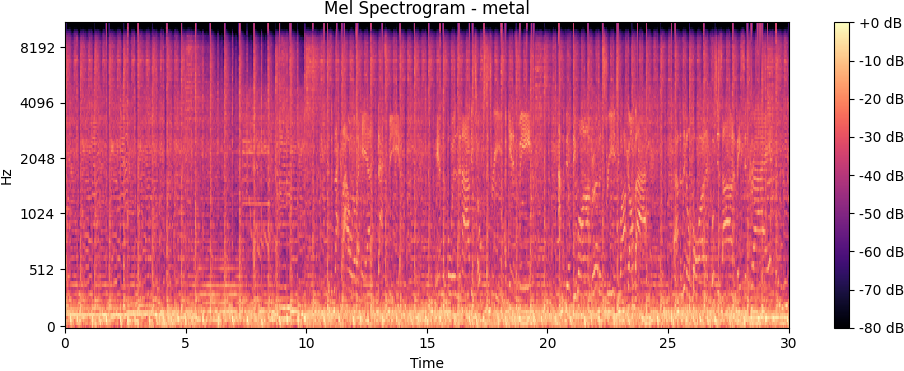 Mel Spectrogram - metal
Hz
8192
4096
2048
1024
512
0
0 5 10 15 20 25 30
Time
+0 dB
-10 dB
-20 dB
-30 dB
-40 dB
-50 dB
-60 dB
-70 dB
-80 dB